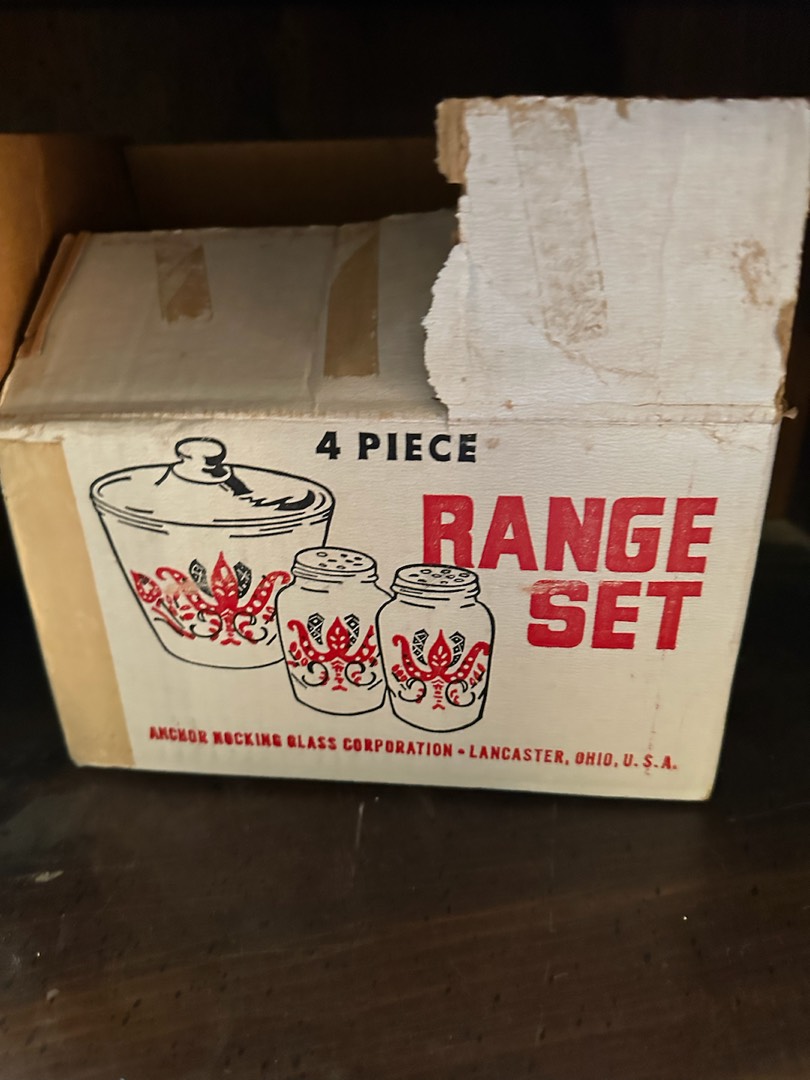 4 PIECE
RANGE
SET
ANCHOR HOCKING GLASS CORPORATION • LANCASTER, OHIO, U.S.A.